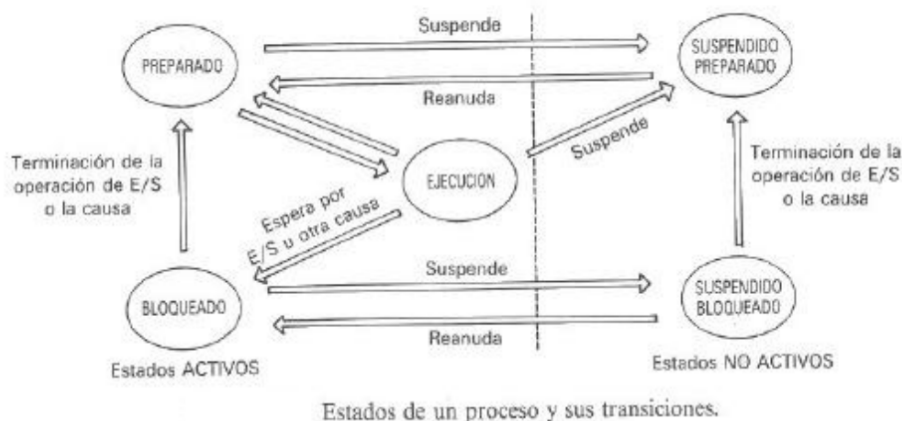 Suspende
PREPARADO
SUSPENDIDO
PREPARADO
Reanuda
Suspende
Terminación de la
operación de E/S
o la causa
EJECUCION
Terminación de la
operación de E/S
o la causa
Espera por
E/S u otra causa
Suspende
BLOQUEADO
SUSPENDIDO
BLOQUEADO
Reanuda
Estados ACTIVOS
Estados NO ACTIVOS
Estados de un proceso y sus transiciones.